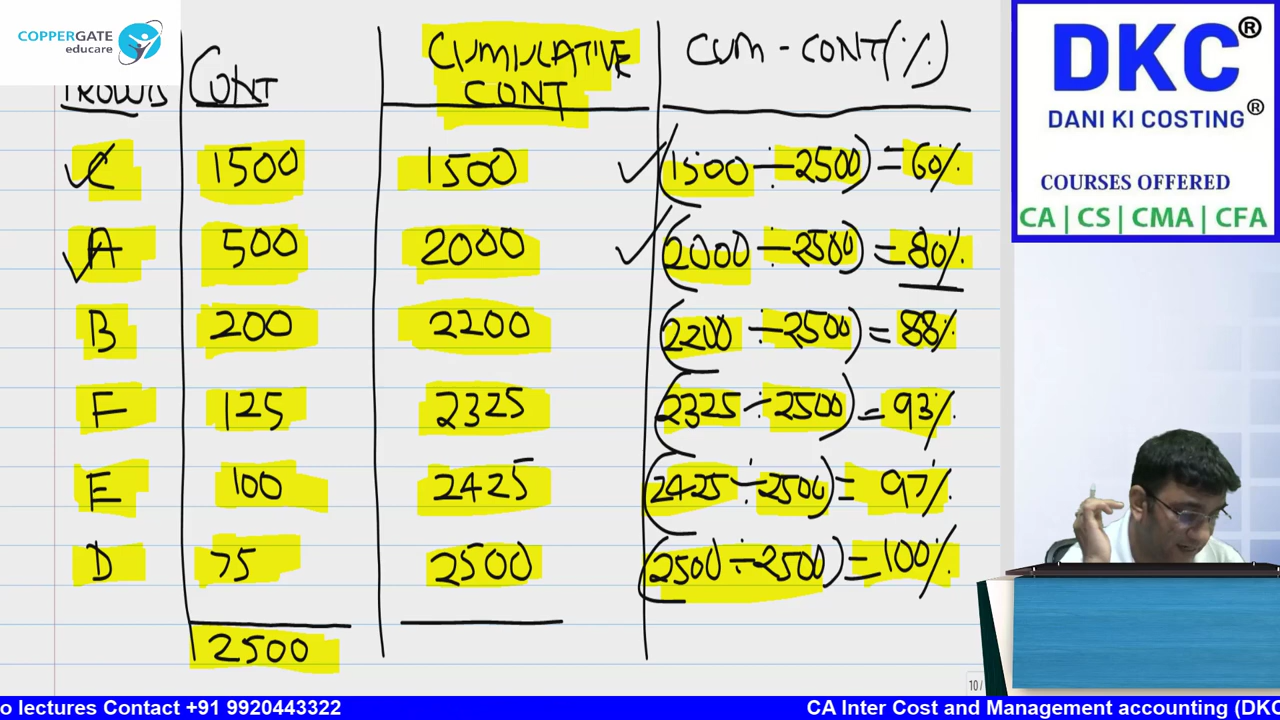 COPPERGATE
educare
CONT
CUMULATIVE
CONT
CUM - CONT (%)
C 1500 1500 (1500 ÷ 2500) = 60%
A 500 2000 (2000 ÷ 2500) = 80%
B 200 2200 (2200 ÷ 2500) = 88%
F 125 2325 (2325 ÷ 2500) = 93%
E 100 2425 (2425 ÷ 2500) = 97%
D 75 2500 (2500 ÷ 2500) = 100%
2500
10/
DKC®
DANI KI COSTING®
COURSES OFFERED
CA | CS | CMA | CFA
o lectures Contact +91 9920443322
CA Inter Cost and Management accounting (DKC